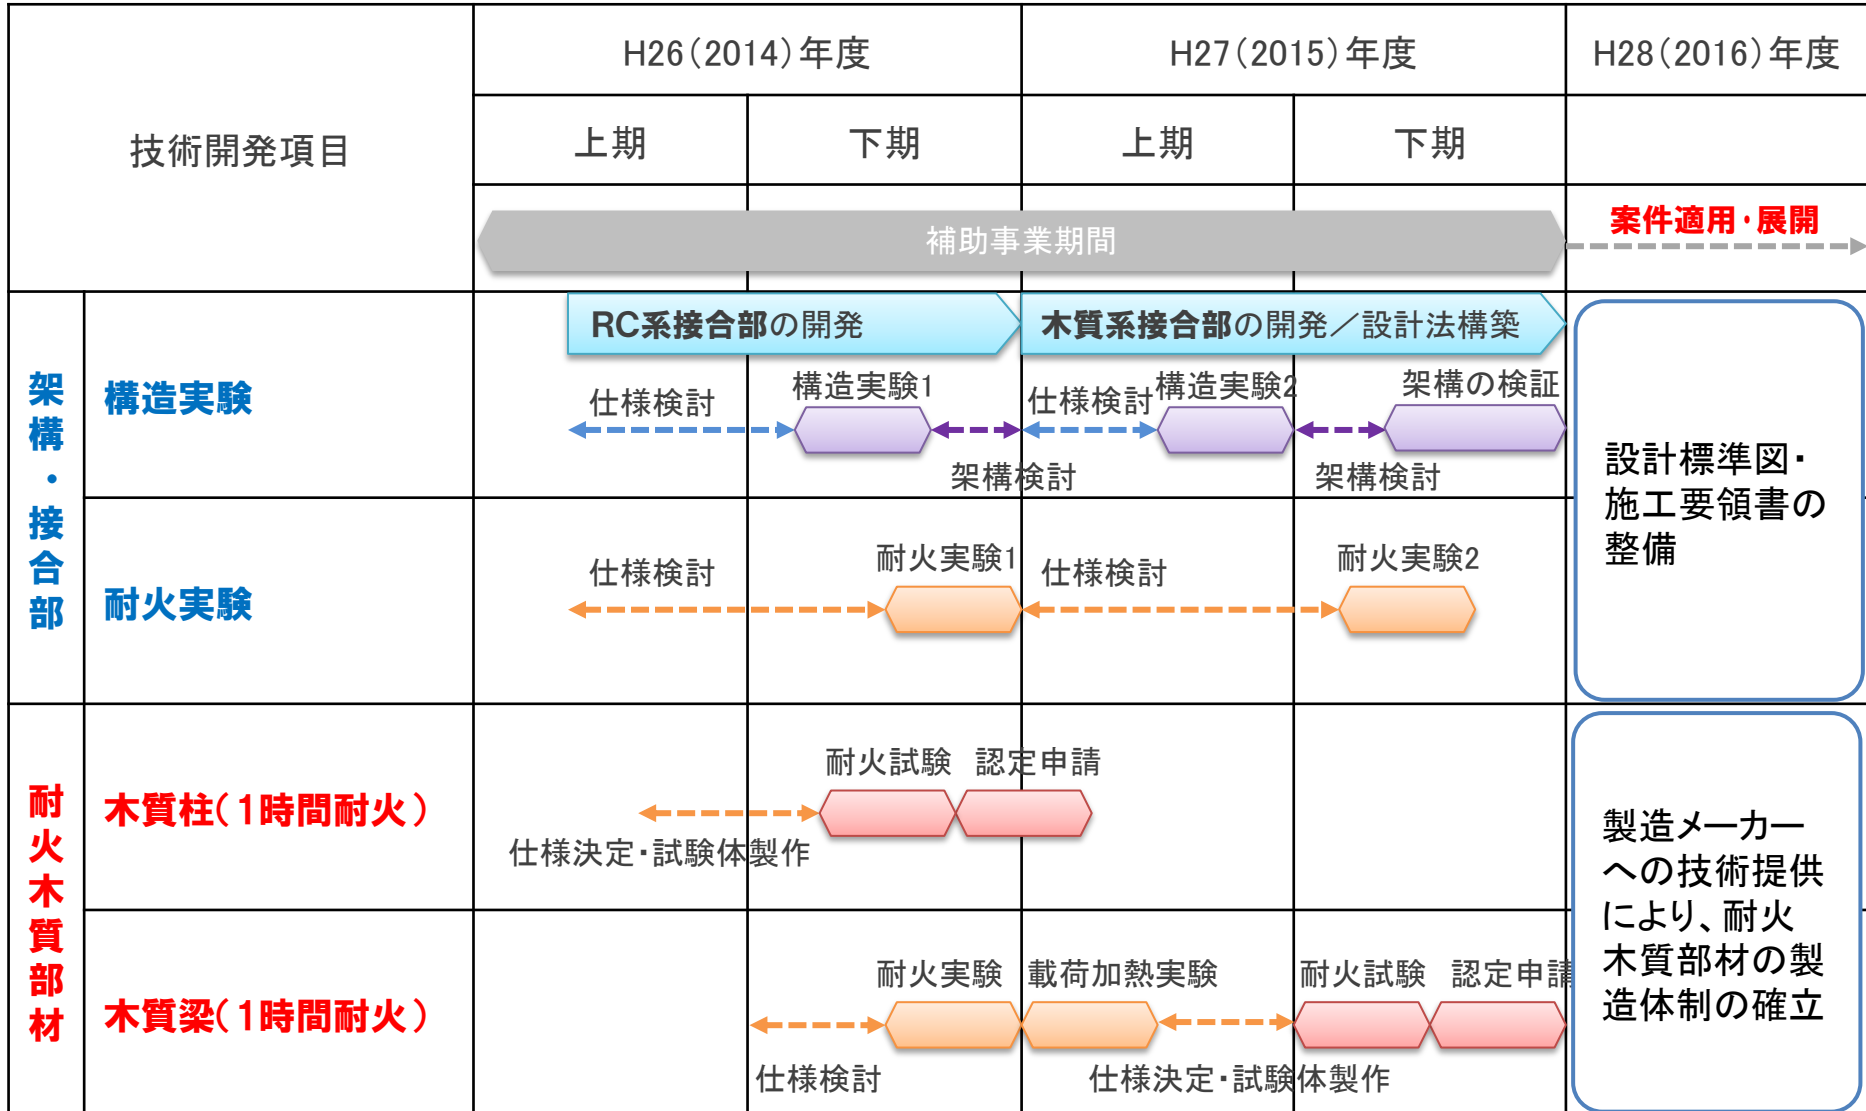 技術開発項目
H26(2014)年度
H27(2015)年度
H28(2016)年度
上期
下期
上期
下期
補助事業期間
案件適用・展開
架構・接合部
構造実験
RC系接合部の開発
木質系接合部の開発／設計法構築
仕様検討
構造実験1
仕様検討
構造実験2
架構の検証
架構検討
架構検討
耐火実験
仕様検討
耐火実験1
仕様検討
耐火実験2
設計標準図・
施工要領書の
整備
耐火木質部材
木質柱(1時間耐火)
耐火試験
認定申請
仕様決定・試験体製作
木質梁(1時間耐火)
耐火実験
載荷加熱実験
耐火試験
認定申請
仕様検討
仕様決定・試験体製作
製造メーカー
への技術提供
により、耐火
木質部材の製
造体制の確立